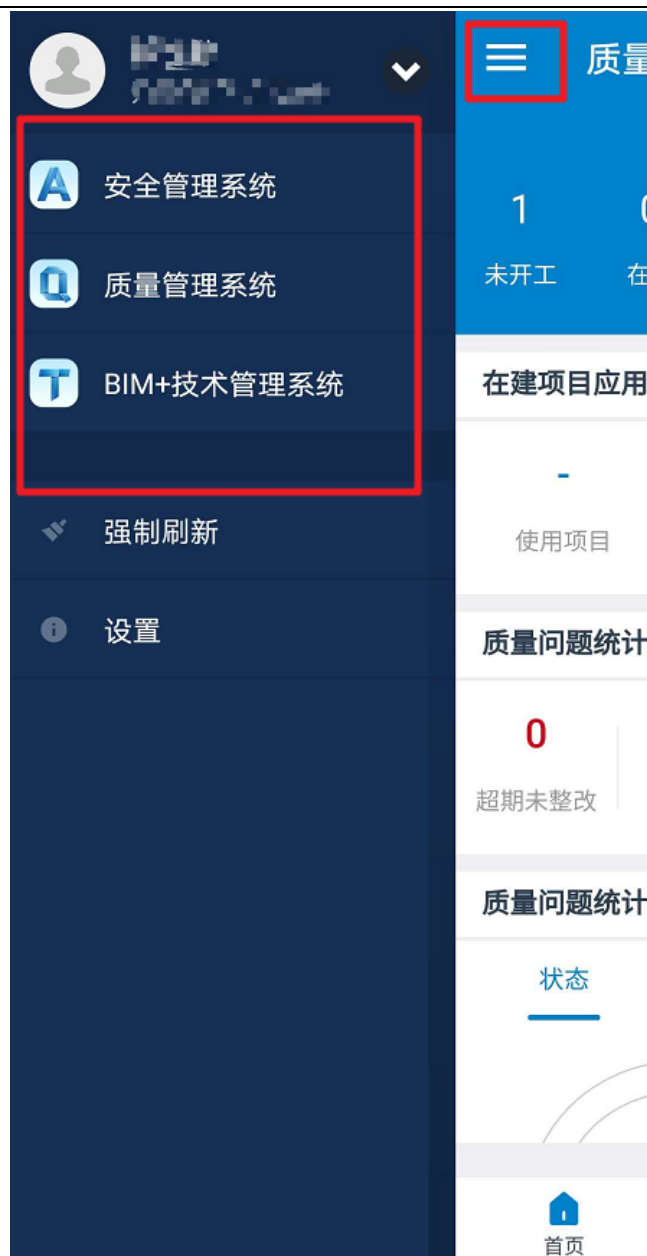 安全管理系统
质量管理系统
BIM+技术管理系统
强制刷新
设置
质量
1
未开工
在
在建项目应用
-
使用项目
质量问题统计
0
超期未整改
质量问题统计
状态
首页